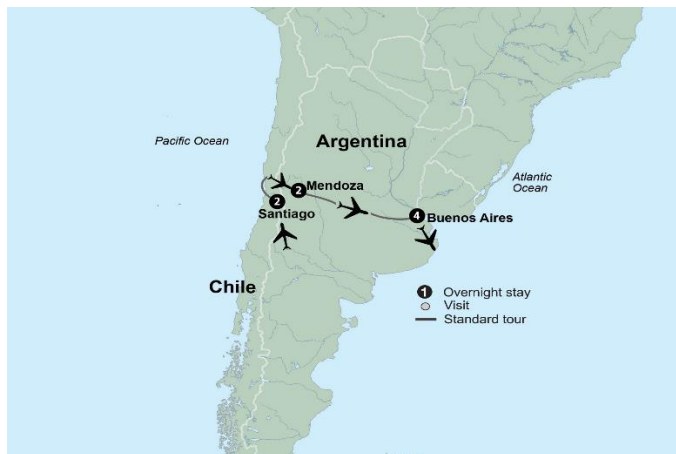 Pacific Ocean
Argentina
Atlantic
Ocean
2 Mendoza
2
Santiago
4 Buenos Aires
Chile
1 Overnight stay
Visit
Standard tour